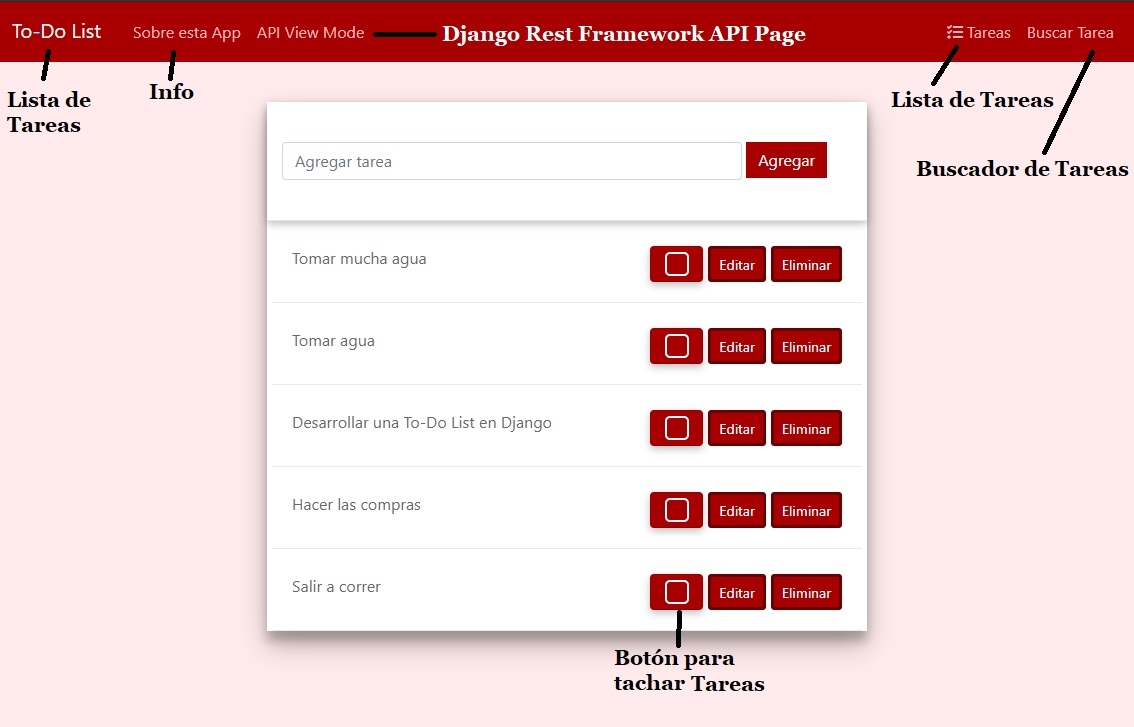 To-Do List Sobre esta App API View Mode Django Rest Framework API Page Tareas Buscar Tarea
Lista de
Tareas
Info
Lista de Tareas
Buscador de Tareas
Agregar tarea Agregar
Tomar mucha agua Editar Eliminar
Tomar agua Editar Eliminar
Desarrollar una To-Do List en Django Editar Eliminar
Hacer las compras Editar Eliminar
Salir a correr Editar Eliminar
Botón para
tachar Tareas